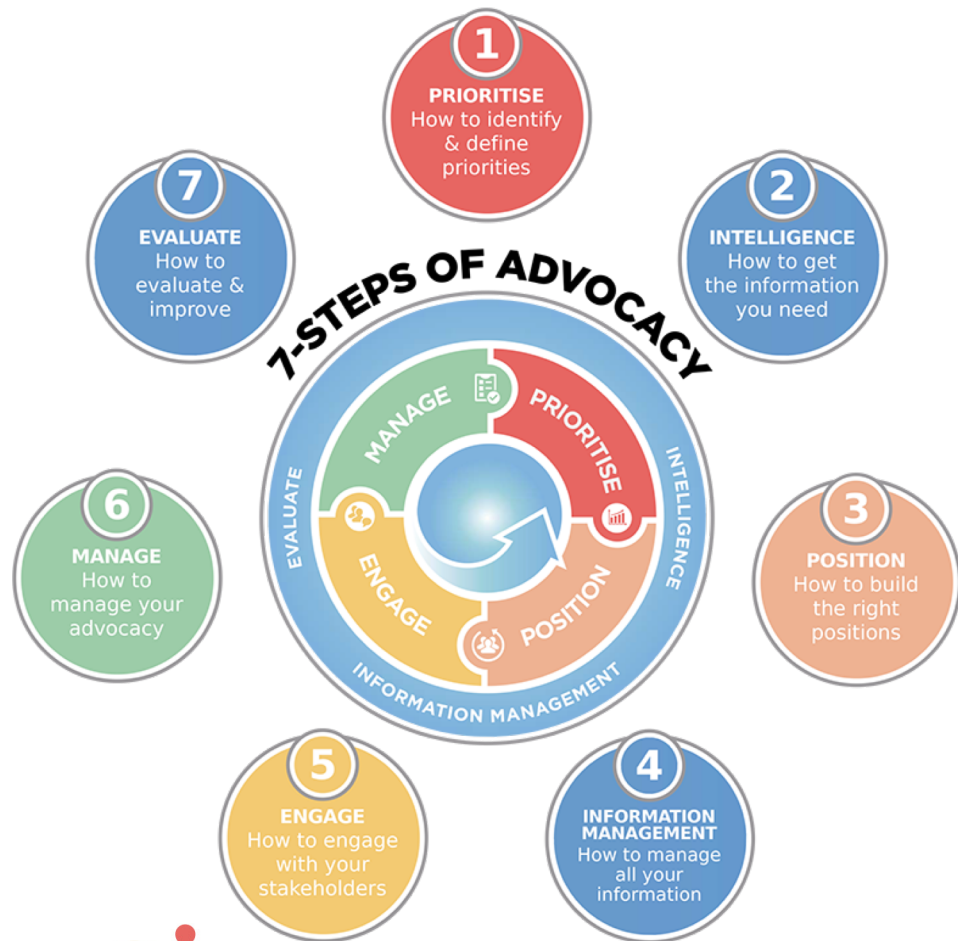 1
PRIORITISE
How to identify
& define
priorities
2
INTELLIGENCE
How to get
the information
you need
3
POSITION
How to build
the right
positions
4
INFORMATION
MANAGEMENT
How to manage
all your
information
5
ENGAGE
How to engage
with your
stakeholders
6
MANAGE
How to
manage your
advocacy
7
EVALUATE
How to
evaluate &
improve
7-STEPS OF ADVOCACY
EVALUATE
INTELLIGENCE
INFORMATION MANAGEMENT
MANAGE
PRIORITISE
ENGAGE
POSITION